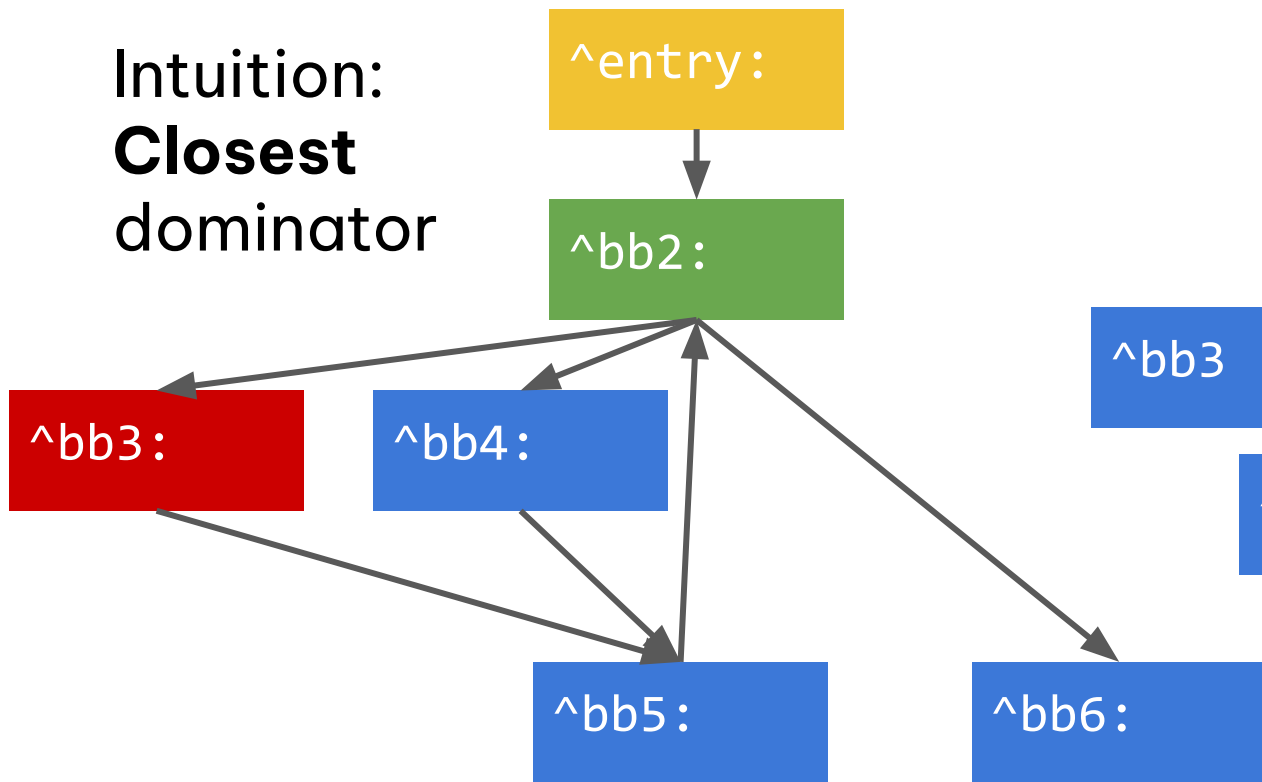 Intuition:
Closest
dominator
^entry:
^bb2:
^bb3
^bb3:
^bb4:
^bb5:
^bb6: